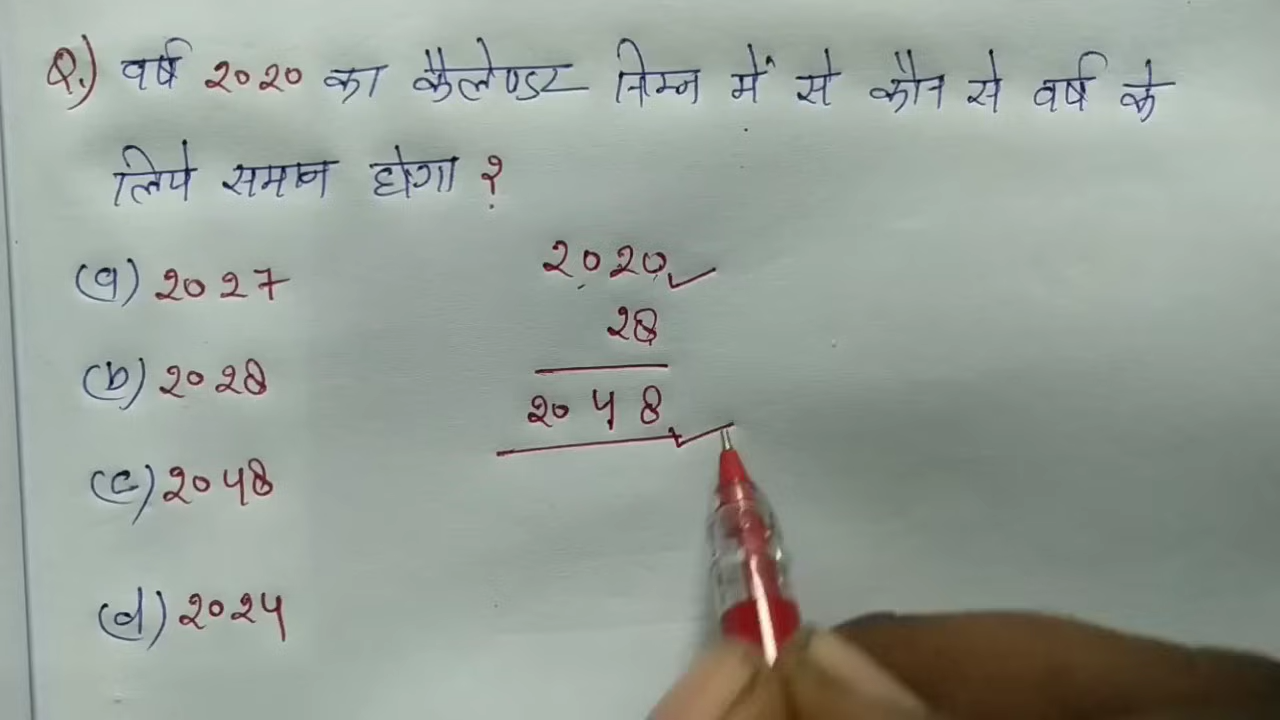 Q.) वर्ष 2020 का कैलेण्डर निम्न में से कौन से वर्ष के
लिये समान होगा ?
(a) 2027
(b) 2028
(c) 2048
(d) 2024
2020
28
2048